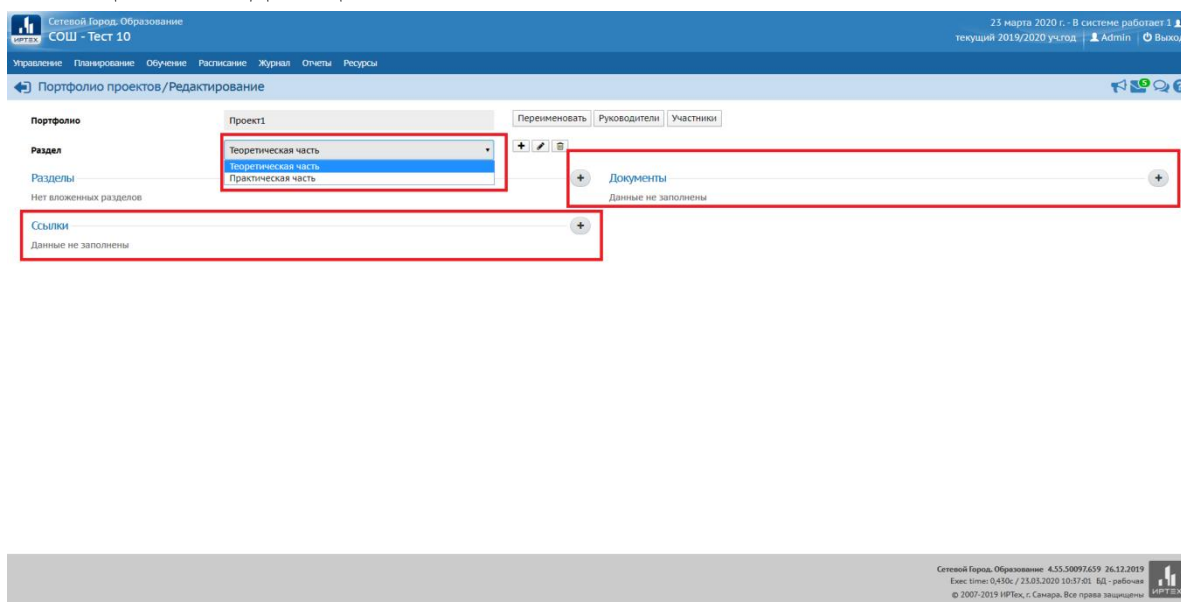 Сетевой Город. Образование
СОШ - Тест 10
ИРТЕХ
23 марта 2020 г. - В системе работает 1
текущий 2019/2020 уч.год Admin Выход
Управление Планирование Обучение Расписание Журнал Отчеты Ресурсы
Портфолио проектов/Редактирование
5
Портфолио Проект1 Переименовать Руководители Участники
Раздел Теоретическая часть
Теоретическая часть
Практическая часть
Разделы + Документы +
Нет вложенных разделов Данные не заполнены
Ссылки +
Данные не заполнены
Сетевой Город. Образование 4.55.50097.659 26.12.2019
Exec time: 0,430с / 23.03.2020 10:37:01 БД - рабочая
© 2007-2019 ИРТех, г. Самара. Все права защищены
ИРТЕХ